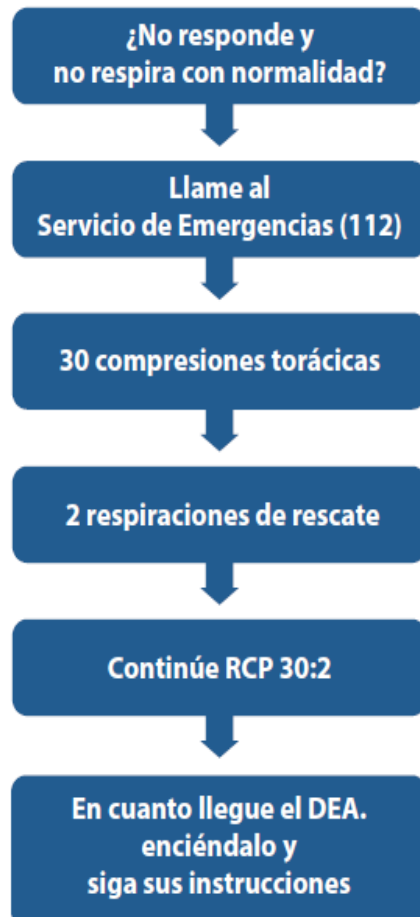 ¿No responde y
no respira con normalidad?
Llame al
Servicio de Emergencias (112)
30 compresiones torácicas
2 respiraciones de rescate
Continúe RCP 30:2
En cuanto llegue el DEA.
enciéndalo y
siga sus instrucciones